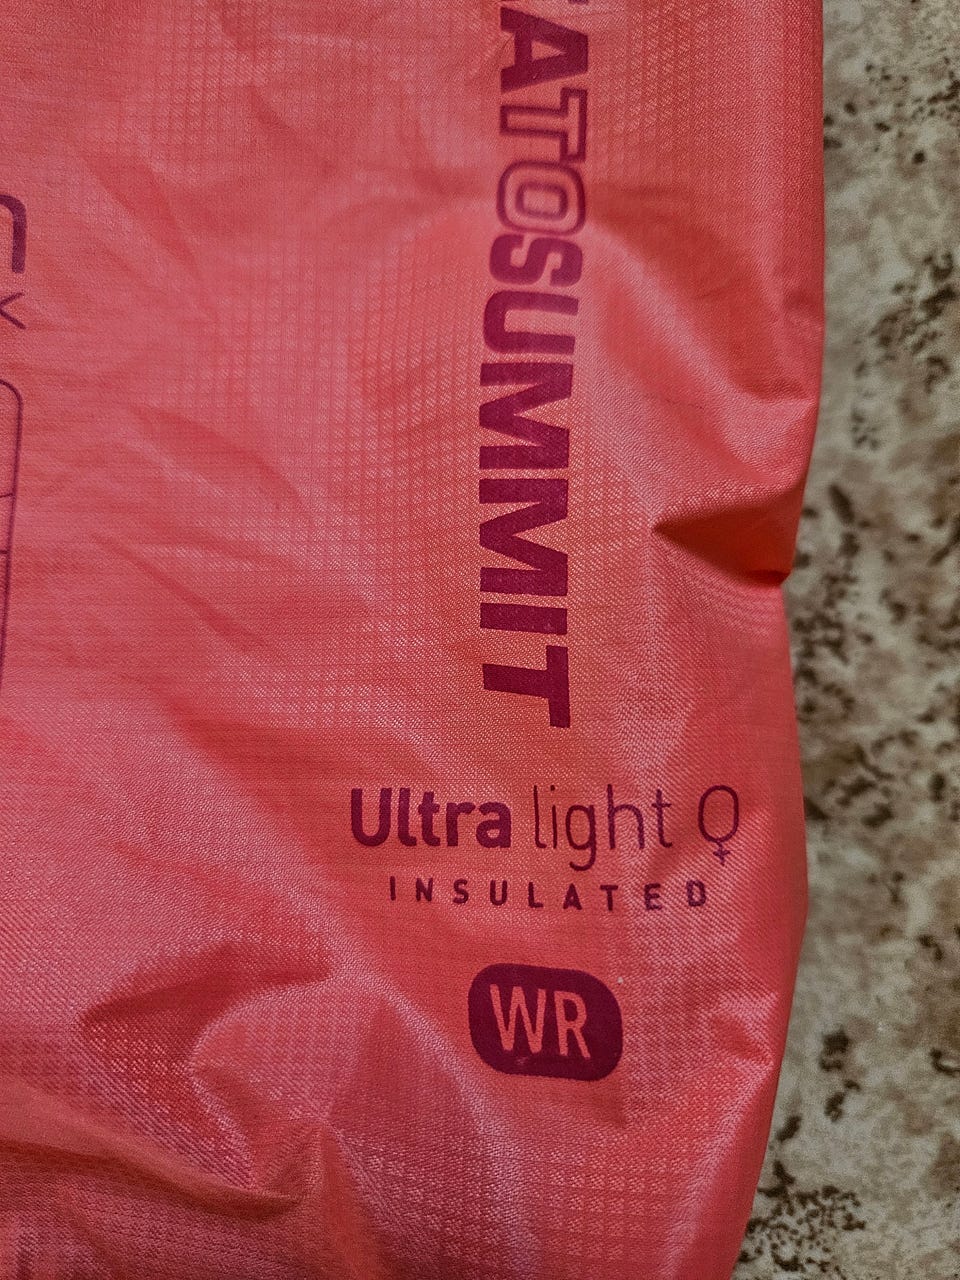 ATOSUMMIT
Ultra light ♀
INSULATED
WR